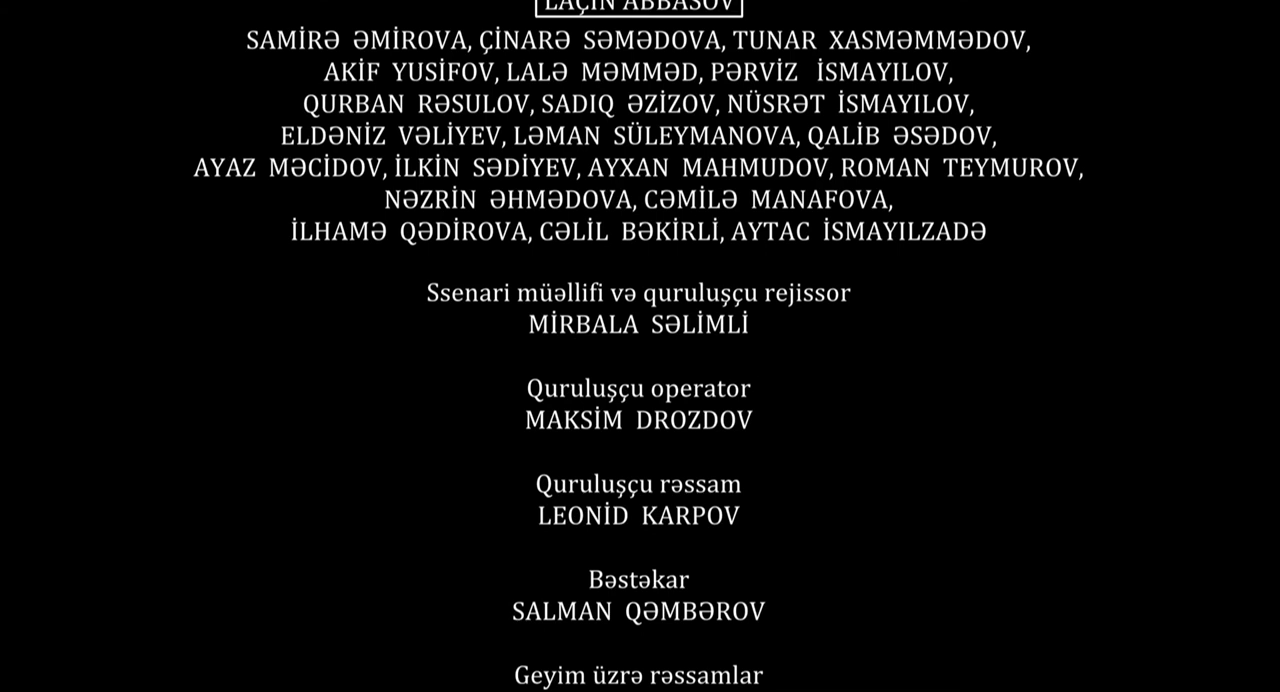 LAÇIN ABBASOV
SAMİRƏ ƏMİROVA, ÇİNARƏ SƏMƏDOVA, TUNAR XASMƏMMƏDOV,
AKİF YUSİFOV, LALƏ MƏMMƏD, PƏRVİZ İSMAYILOV,
QURBAN RƏSULOV, SADIQ ƏZİZOV, NÜSRƏT İSMAYILOV,
ELDƏNİZ VƏLİYEV, LƏMAN SÜLEYMANOVA, QALİB ƏSƏDOV,
AYAZ MƏCİDOV, İLKİN SƏDİYEV, AYXAN MAHMUDOV, ROMAN TEYMUROV,
NƏZRİN ƏHMƏDOVA, CƏMİLƏ MANAFOVA,
İLHAMƏ QƏDİROVA, CƏLİL BƏKİRLİ, AYTAC İSMAYILZADƏ
Ssenari müəllifi və quruluşçu rejissor
MİRBALA SƏLİMLİ
Quruluşçu operator
MAKSİM DROZDOV
Quruluşçu rəssam
LEONİD KARPOV
Bəstəkar
SALMAN QƏMBƏROV
Geyim üzrə rəssamlar